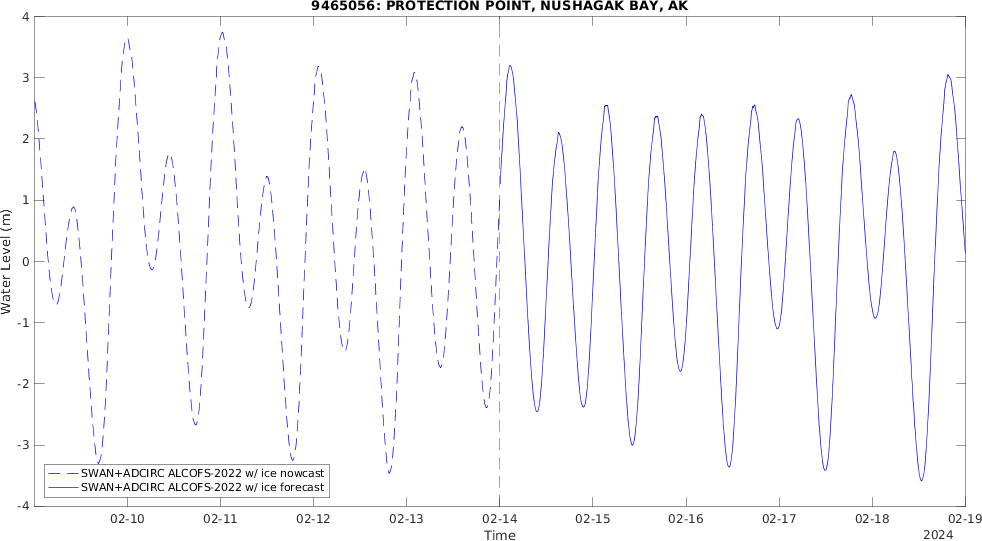 9465056: PROTECTION POINT, NUSHAGAK BAY, AK
4
3
2
1
0
-1
-2
-3
-4
Water Level (m)
SWAN+ADCIRC ALCOFS-2022 w/ ice nowcast
SWAN+ADCIRC ALCOFS-2022 w/ ice forecast
02-10 02-11 02-12 02-13 02-14 02-15 02-16 02-17 02-18 02-19
Time
2024